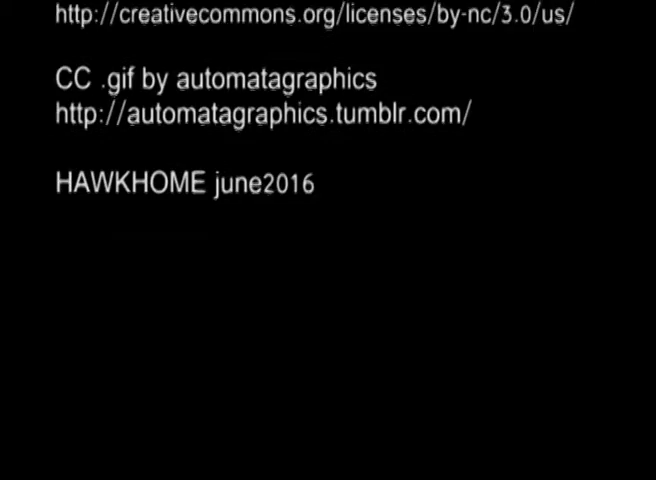 http://creativecommons.org/licenses/by-nc/3.0/us/
CC .gif by automatagraphics
http://automatagraphics.tumblr.com/
HAWKHOME june2016